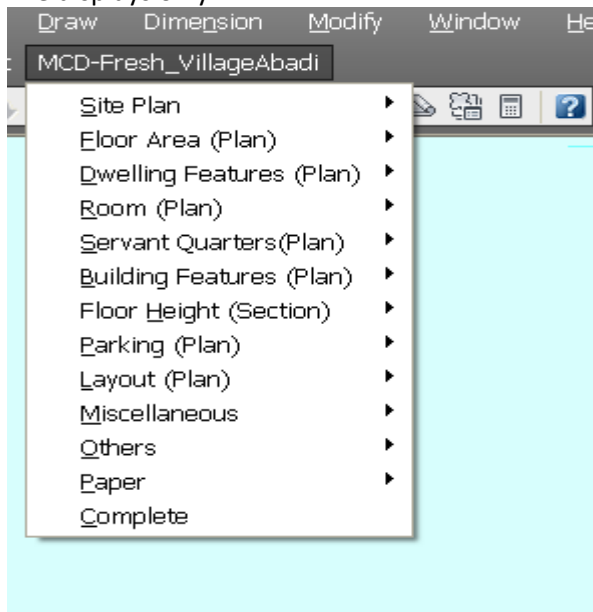 Draw Dimension Modify Window He
MCD-Fresh_VillageAbadi
Site Plan
Floor Area (Plan)
Dwelling Features (Plan)
Room (Plan)
Servant Quarters(Plan)
Building Features (Plan)
Floor Height (Section)
Parking (Plan)
Layout (Plan)
Miscellaneous
Others
Paper
Complete